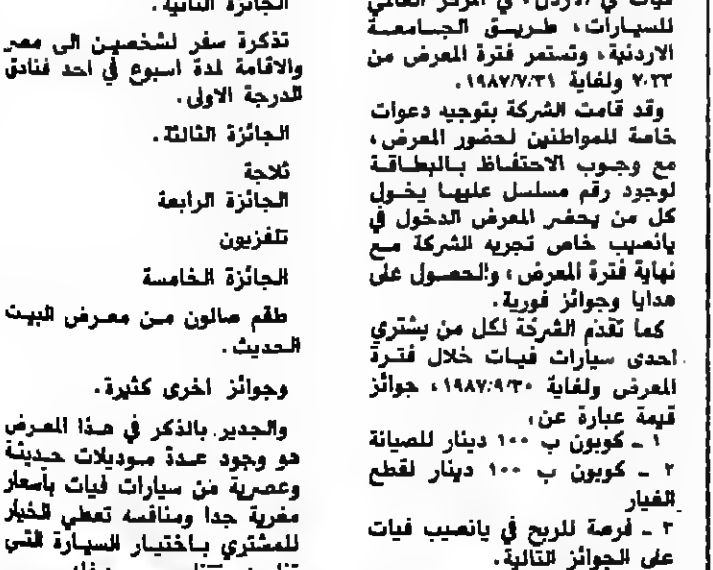 فيات في الاردن، في المركز العالمي
للسيارات، طريق الجامعة
الاردنية، وتستمر فترة المعرض من
٧٠٢٣ ولغاية ١٩٨٧/٧/٣١.
وقد قامت الشركة بتوجيه دعوات
خاصة للمواطنين لحضور المعرض،
مع وجوب الاحتفاظ بالبطاقة
لوجود رقم مسلسل عليها يخول
كل من يحضر المعرض الدخول في
يانصيب خاص تجريه الشركة مع
نهاية فترة المعرض، والحصول على
هدايا وجوائز فورية.
كما تقدم الشركة لكل من يشتري
احدى سيارات فيات خلال فترة
المعرض ولغاية ١٩٨٧/٩/٣٠، جوائز
قيمة عبارة عن،
١ ـ كوبون ب ١٠٠ دينار للصيانة
٢ ـ كوبون ب ١٠٠ دينار لقطع
الغيار
٣ ـ فرصة للربح في يانصيب فيات
على الجوائز التالية.
الجائزة الثانية.
تذكرة سفر لشخصين الى مصر
والاقامة لمدة اسبوع في احد فنادق
الدرجة الاولى.
الجائزة الثالثة.
ثلاجة
الجائزة الرابعة
تلفزيون
الجائزة الخامسة
طقم صالون من معرض البيت
الحديث.
وجوائز اخرى كثيرة.
والجدير بالذكر في هذا المعرض
هو وجود عدة موديلات حديثة
وعصرية من سيارات فيات بأسعار
مغرية جدا ومنافسه تعطي الخيار
للمشتري باختيار السيارة التي